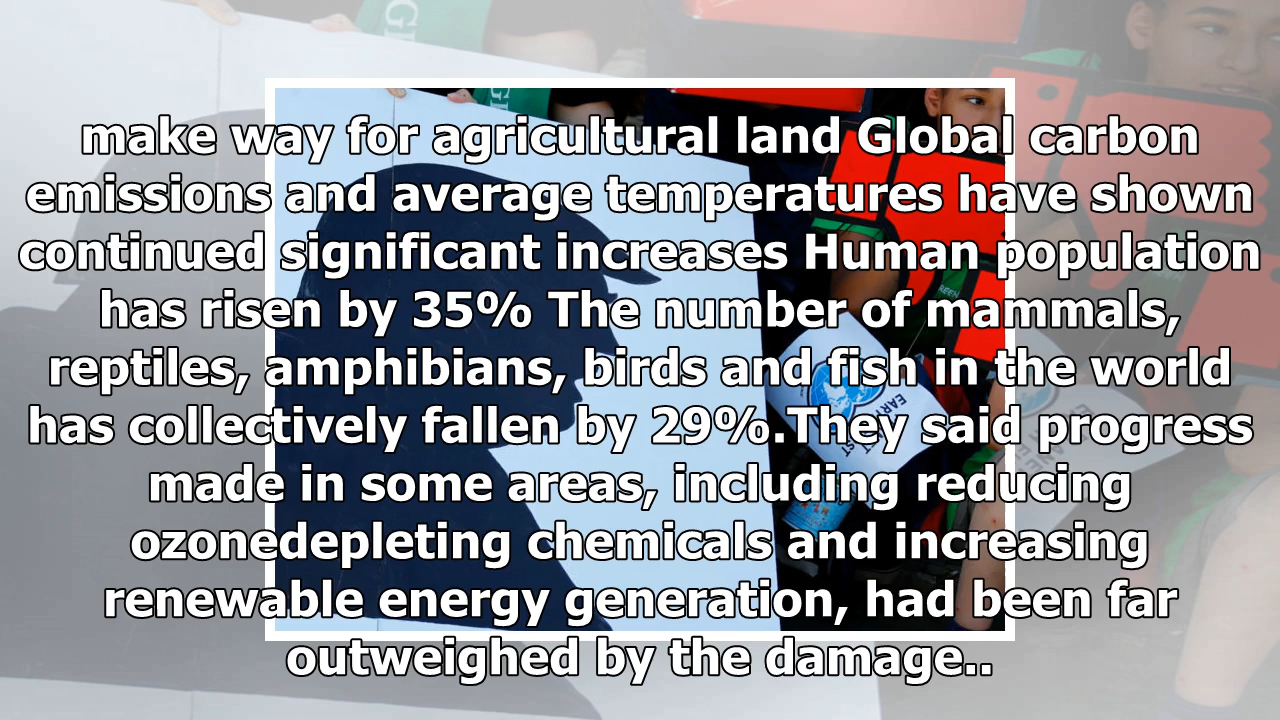 make way for agricultural land Global carbon
emissions and average temperatures have shown
continued significant increases Human population
has risen by 35% The number of mammals,
reptiles, amphibians, birds and fish in the world
has collectively fallen by 29%.They said progress
made in some areas, including reducing
ozonedepleting chemicals and increasing
renewable energy generation, had been far
outweighed by the damage..